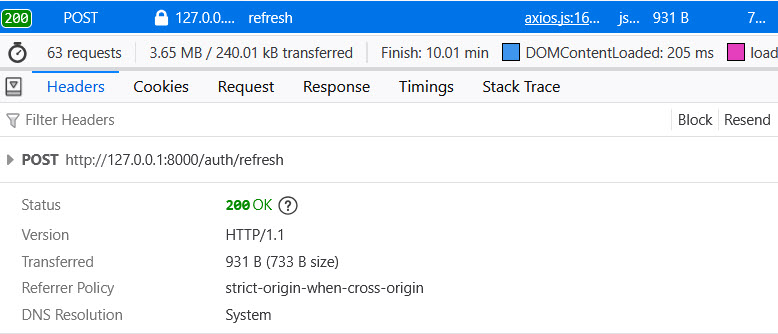 200 POST 127.0.0.... refresh axios.js:16... js... 931 B 7...
63 requests 3.65 MB / 240.01 kB transferred Finish: 10.01 min DOMContentLoaded: 205 ms load
Headers Cookies Request Response Timings Stack Trace
Filter Headers Block Resend
POST http://127.0.0.1:8000/auth/refresh
Status 200 OK ?
Version HTTP/1.1
Transferred 931 B (733 B size)
Referrer Policy strict-origin-when-cross-origin
DNS Resolution System